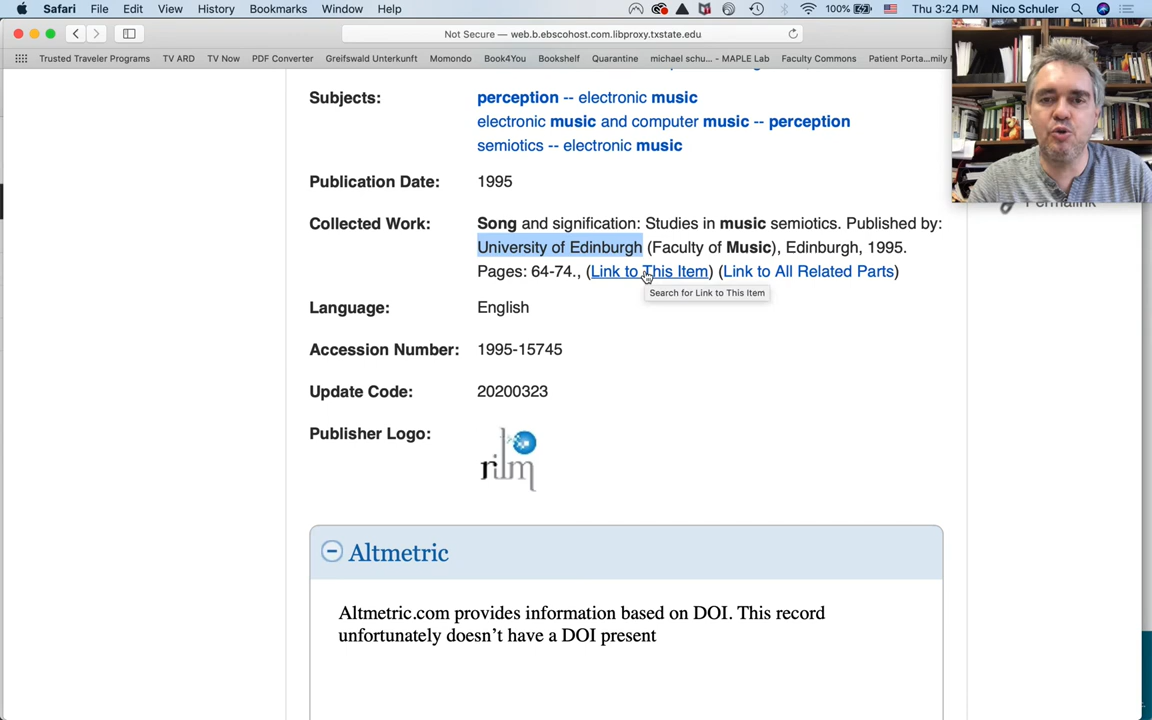 Safari File Edit View History Bookmarks Window Help 100% Thu 3:24 PM Nico Schuler
Not Secure — web.b.ebscohost.com.libproxy.txstate.edu
Trusted Traveler Programs TV ARD TV Now PDF Converter Greifswald Unterkunft Momondo Book4You Bookshelf Quarantine michael schu... - MAPLE Lab Faculty Commons Patient Porta...mily
Subjects: perception -- electronic music
electronic music and computer music -- perception
semiotics -- electronic music
Publication Date: 1995
Collected Work: Song and signification: Studies in music semiotics. Published by:
University of Edinburgh (Faculty of Music), Edinburgh, 1995.
Pages: 64-74., (Link to This Item) (Link to All Related Parts)
Search for Link to This Item
Language: English
Accession Number: 1995-15745
Update Code: 20200323
Publisher Logo: rilm
Altmetric
Altmetric.com provides information based on DOI. This record
unfortunately doesn't have a DOI present